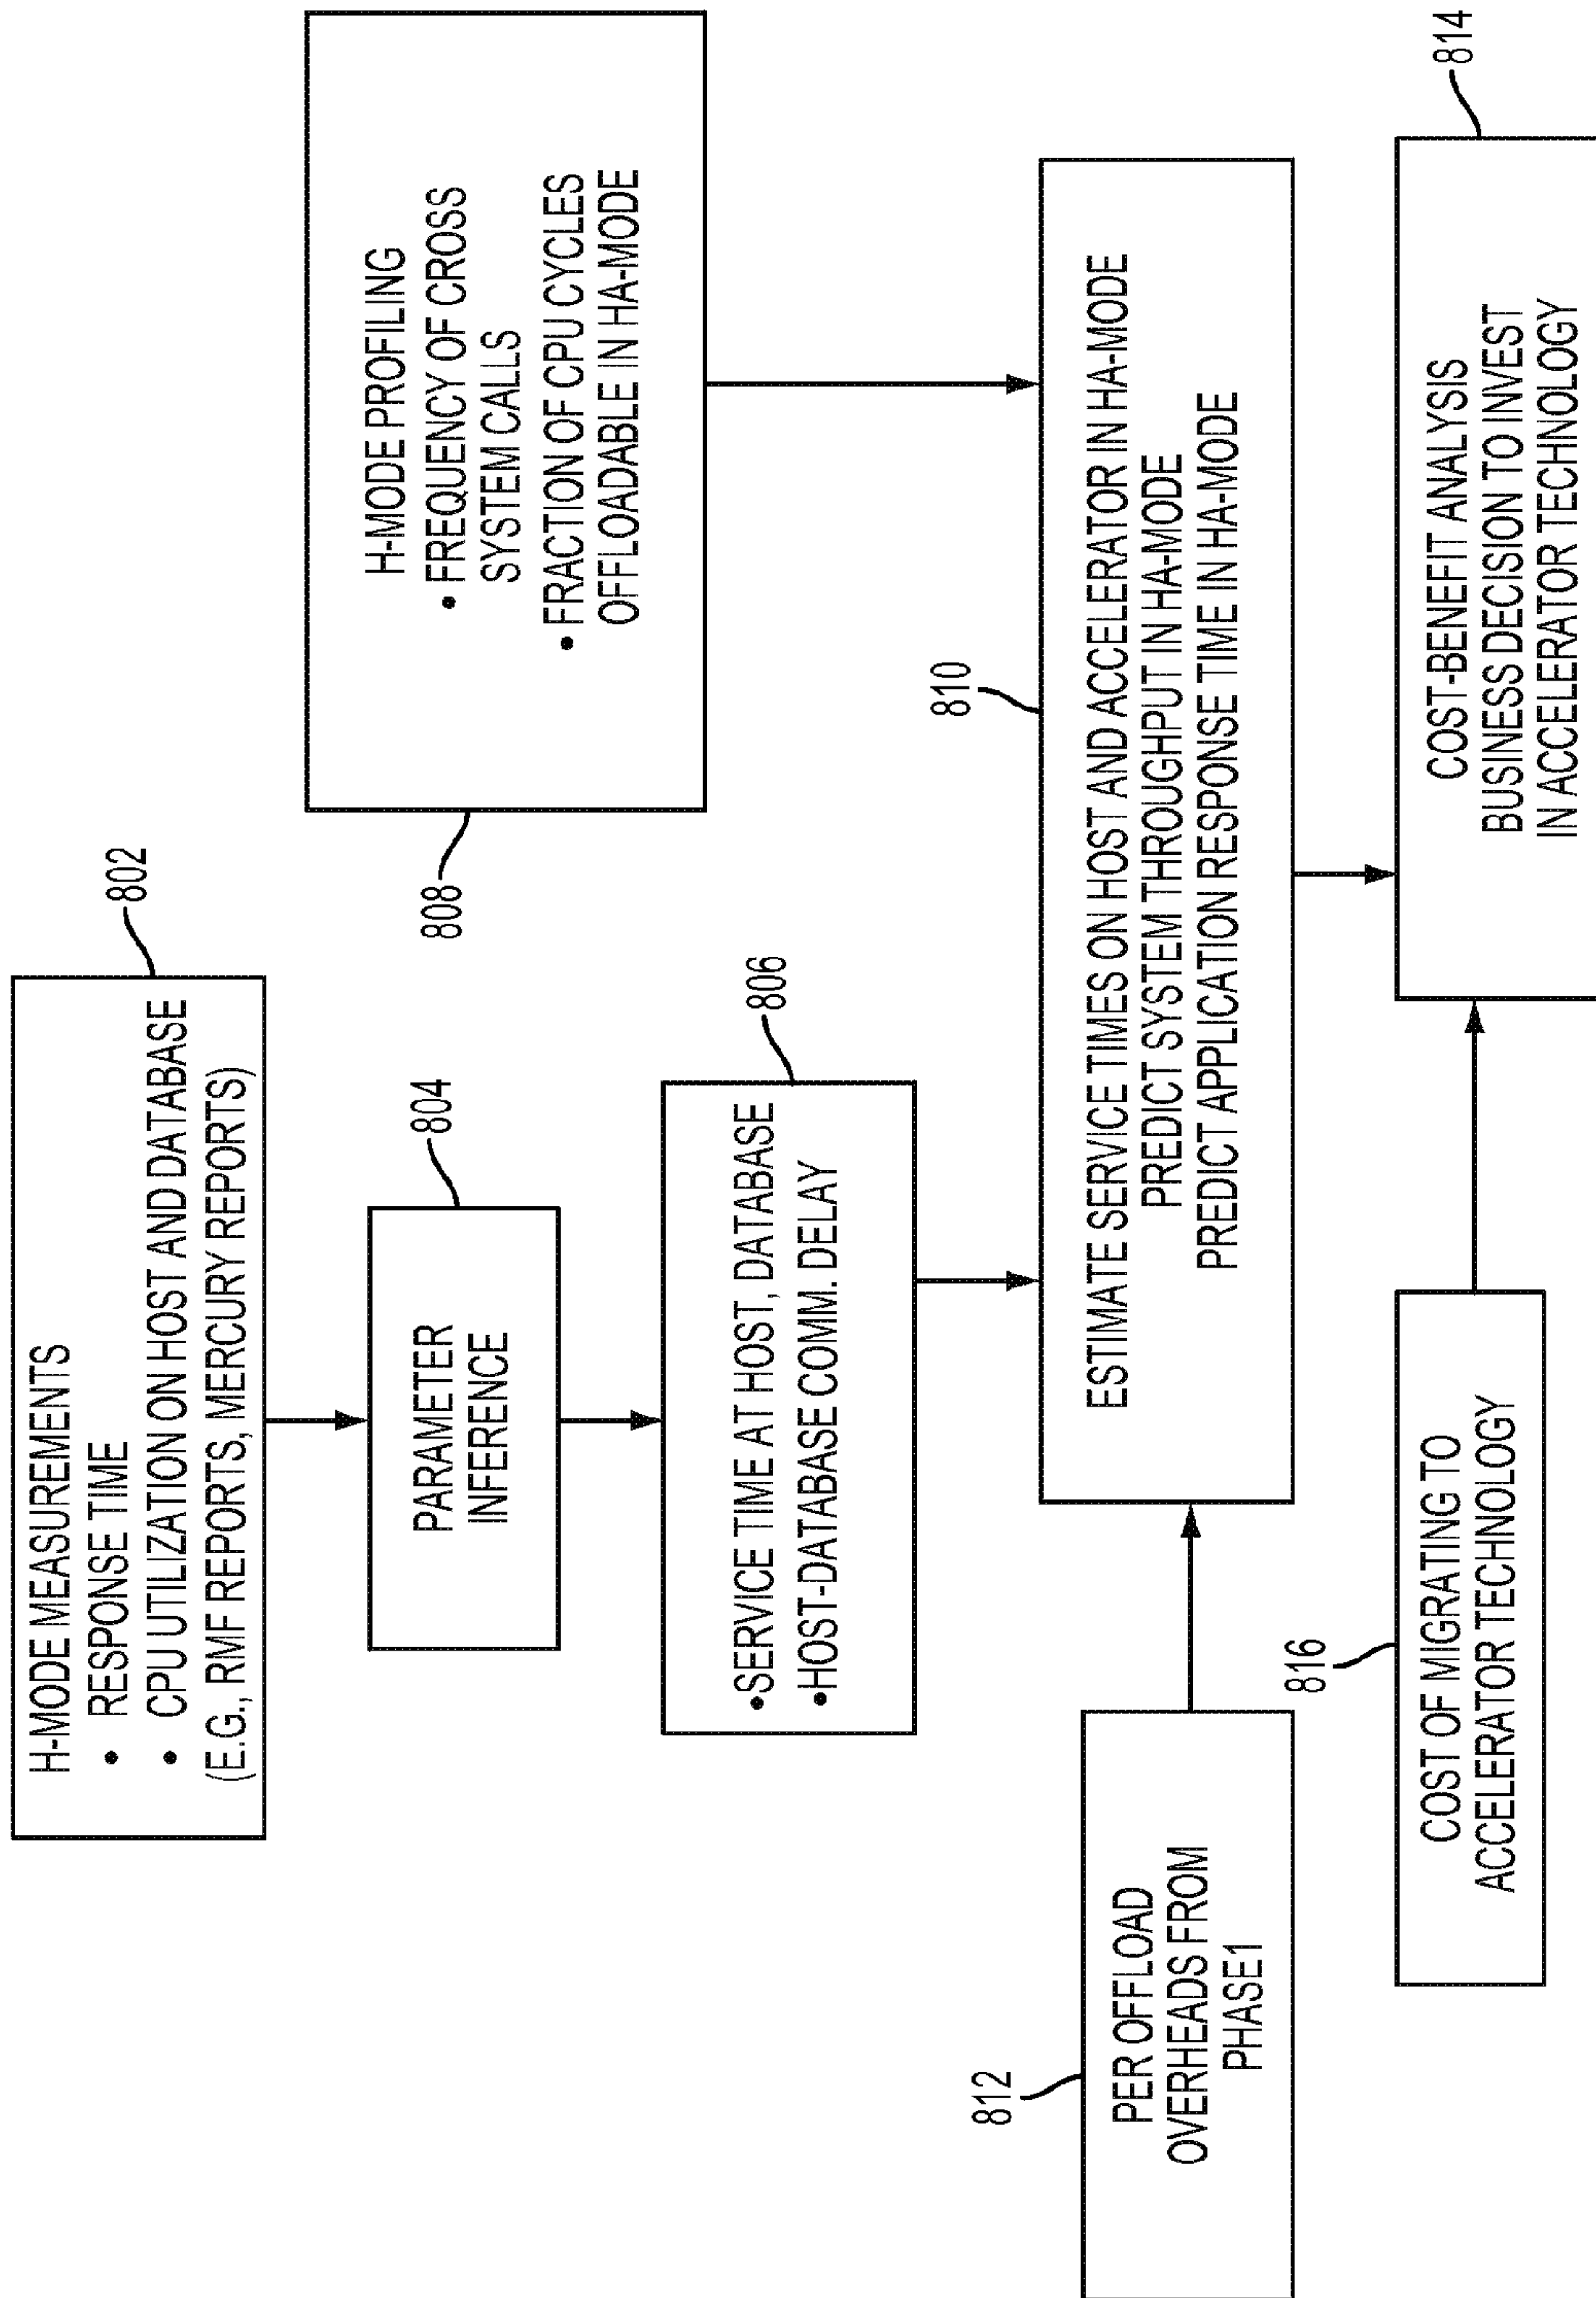 H-MODE MEASUREMENTS
• RESPONSE TIME
• CPU UTILIZATION ON HOST AND DATABASE
(E.G., RMF REPORTS, MERCURY REPORTS)
802
PARAMETER
INFERENCE
804
•SERVICE TIME AT HOST, DATABASE
•HOST-DATABASE COMM. DELAY
806
H-MODE PROFILING
• FREQUENCY OF CROSS
SYSTEM CALLS
• FRACTION OF CPU CYCLES
OFFLOADABLE IN HA-MODE
808
ESTIMATE SERVICE TIMES ON HOST AND ACCELERATOR IN HA-MODE
PREDICT SYSTEM THROUGHPUT IN HA-MODE
PREDICT APPLICATION RESPONSE TIME IN HA-MODE
810
PER OFFLOAD
OVERHEADS FROM
PHASE1
812
COST OF MIGRATING TO
ACCELERATOR TECHNOLOGY
816
COST-BENEFIT ANALYSIS
BUSINESS DECISION TO INVEST
IN ACCELERATOR TECHNOLOGY
814